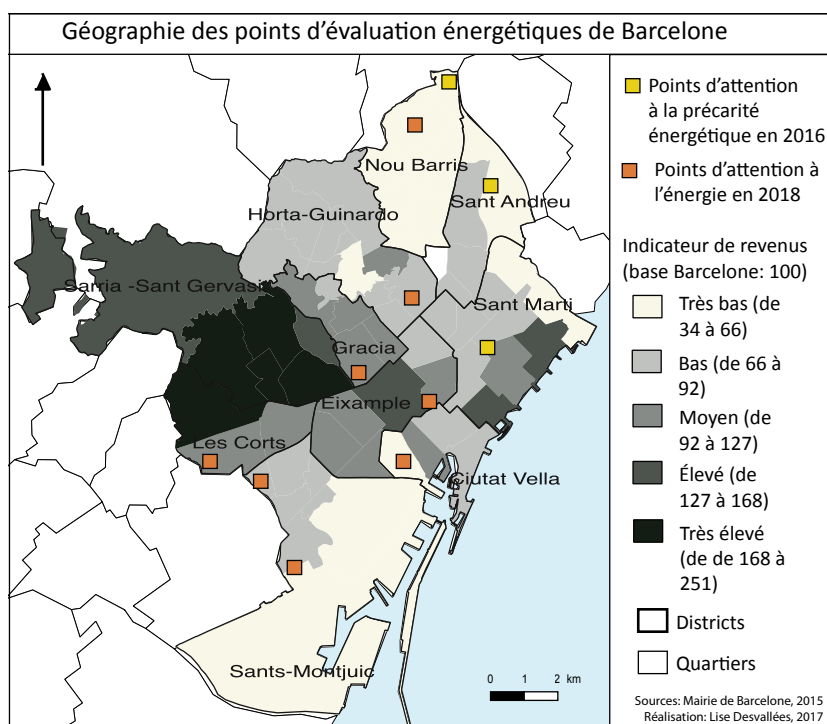 Géographie des points d’évaluation énergétiques de Barcelone
Points d’attention
à la précarité
énergétique en 2016
Points d’attention à
l’énergie en 2018
Indicateur de revenus
(base Barcelone: 100)
Très bas (de
34 à 66)
Bas (de 66 à
92)
Moyen (de
92 à 127)
Élevé (de
127 à 168)
Très élevé
(de de 168 à
251)
Districts
Quartiers
Sources: Mairie de Barcelone, 2015
Réalisation: Lise Desvallées, 2017
Nou Barris
Sant Andreu
Horta-Guinardo
Sarria -Sant Gervasi
Sant Marti
Gracia
Eixample
Les Corts
Ciutat Vella
Sants-Montjuic
0 1 2 km